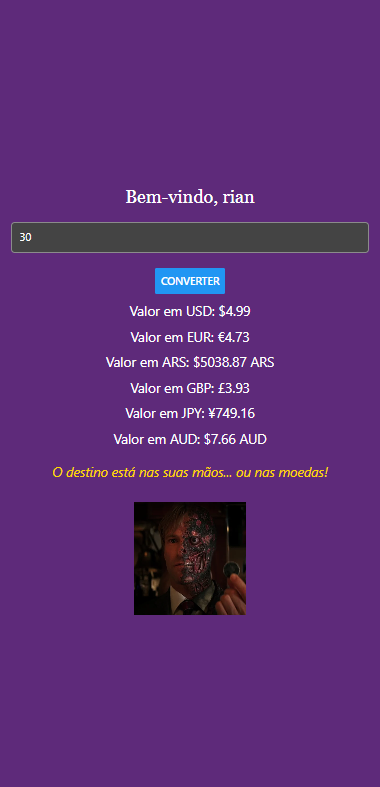 Bem-vindo, rian
30
CONVERTER
Valor em USD: $4.99
Valor em EUR: €4.73
Valor em ARS: $5038.87 ARS
Valor em GBP: £3.93
Valor em JPY: ¥749.16
Valor em AUD: $7.66 AUD
O destino está nas suas mãos... ou nas moedas!